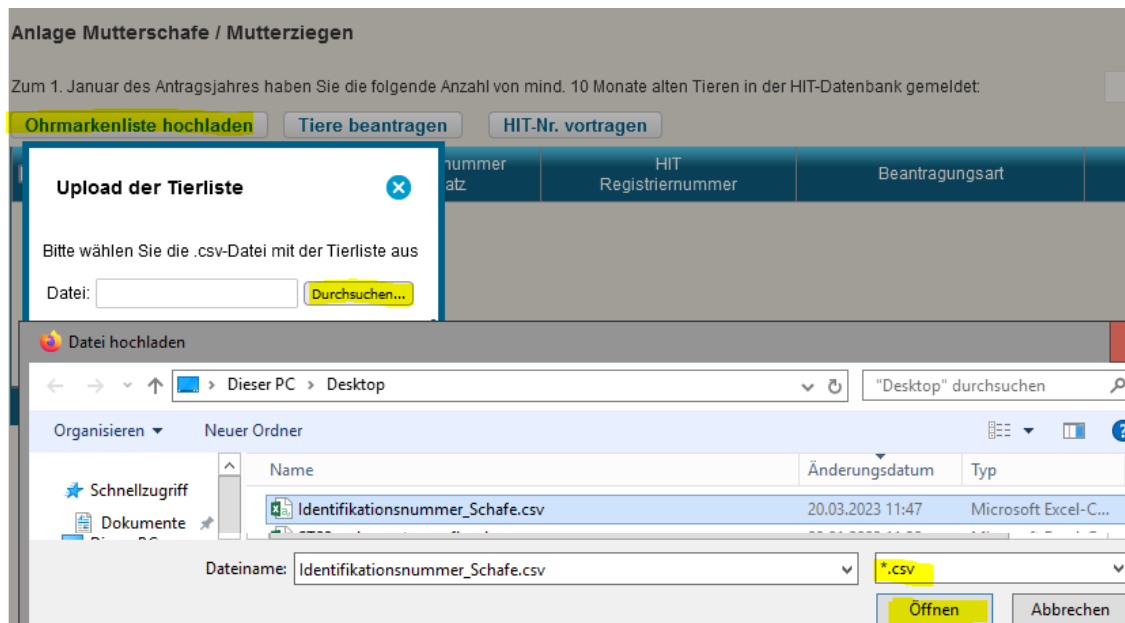 Anlage Mutterschafe / Mutterziegen
Zum 1. Januar des Antragsjahres haben Sie die folgende Anzahl von mind. 10 Monate alten Tieren in der HIT-Datenbank gemeldet:
Ohrmarkenliste hochladen Tiere beantragen HIT-Nr. vortragen
HIT
Registriernummer
Beantragungsart
Upload der Tierliste
Bitte wählen Sie die .csv-Datei mit der Tierliste aus
Datei: Durchsuchen...
Datei hochladen
Dieser PC > Desktop "Desktop" durchsuchen
Organisieren Neuer Ordner
Name Änderungsdatum Typ
Schnellzugriff
Identifikationsnummer_Schafe.csv 20.03.2023 11:47 Microsoft Excel-C...
Dokumente
Dateiname: Identifikationsnummer_Schafe.csv *.csv
Öffnen Abbrechen